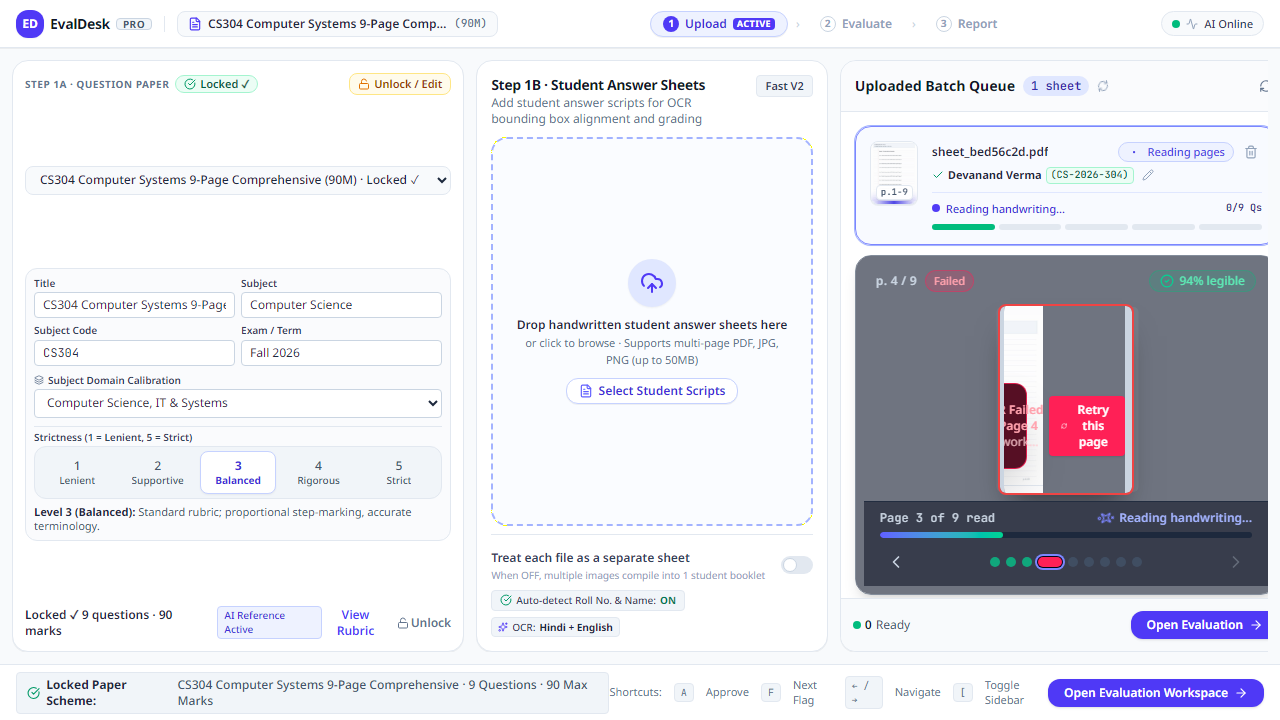 ED EvalDesk PRO
CS304 Computer Systems 9-Page Comp... (90M)
1 Upload ACTIVE › 2 Evaluate › 3 Report
AI Online
STEP 1A · QUESTION PAPER Locked ✓ Unlock / Edit
CS304 Computer Systems 9-Page Comprehensive (90M) · Locked ✓
Title Subject
CS304 Computer Systems 9-Page Computer Science
Subject Code Exam / Term
CS304 Fall 2026
Subject Domain Calibration
Computer Science, IT & Systems
Strictness (1 = Lenient, 5 = Strict)
1 2 3 4 5
Lenient Supportive Balanced Rigorous Strict
Level 3 (Balanced): Standard rubric; proportional step-marking, accurate
terminology.
Locked ✓ 9 questions · 90
marks
AI Reference
Active
View
Rubric
Unlock
Step 1B · Student Answer Sheets Fast V2
Add student answer scripts for OCR
bounding box alignment and grading
Drop handwritten student answer sheets here
or click to browse · Supports multi-page PDF, JPG,
PNG (up to 50MB)
Select Student Scripts
Treat each file as a separate sheet
When OFF, multiple images compile into 1 student booklet
Auto-detect Roll No. & Name: ON
OCR: Hindi + English
Uploaded Batch Queue 1 sheet
p.1-9
sheet_bed56c2d.pdf · Reading pages
✓ Devanand Verma (CS-2026-304)
Reading handwriting... 0/9 Qs
p. 4 / 9 Failed 94% legible
Failed
Page 4
work...
Retry
this
page
Page 3 of 9 read Reading handwriting...
0 Ready Open Evaluation →
Locked Paper
Scheme:
CS304 Computer Systems 9-Page Comprehensive · 9 Questions · 90 Max
Marks
Shortcuts: A Approve F Next
Flag
← /
→
Navigate [ Toggle
Sidebar
Open Evaluation Workspace →